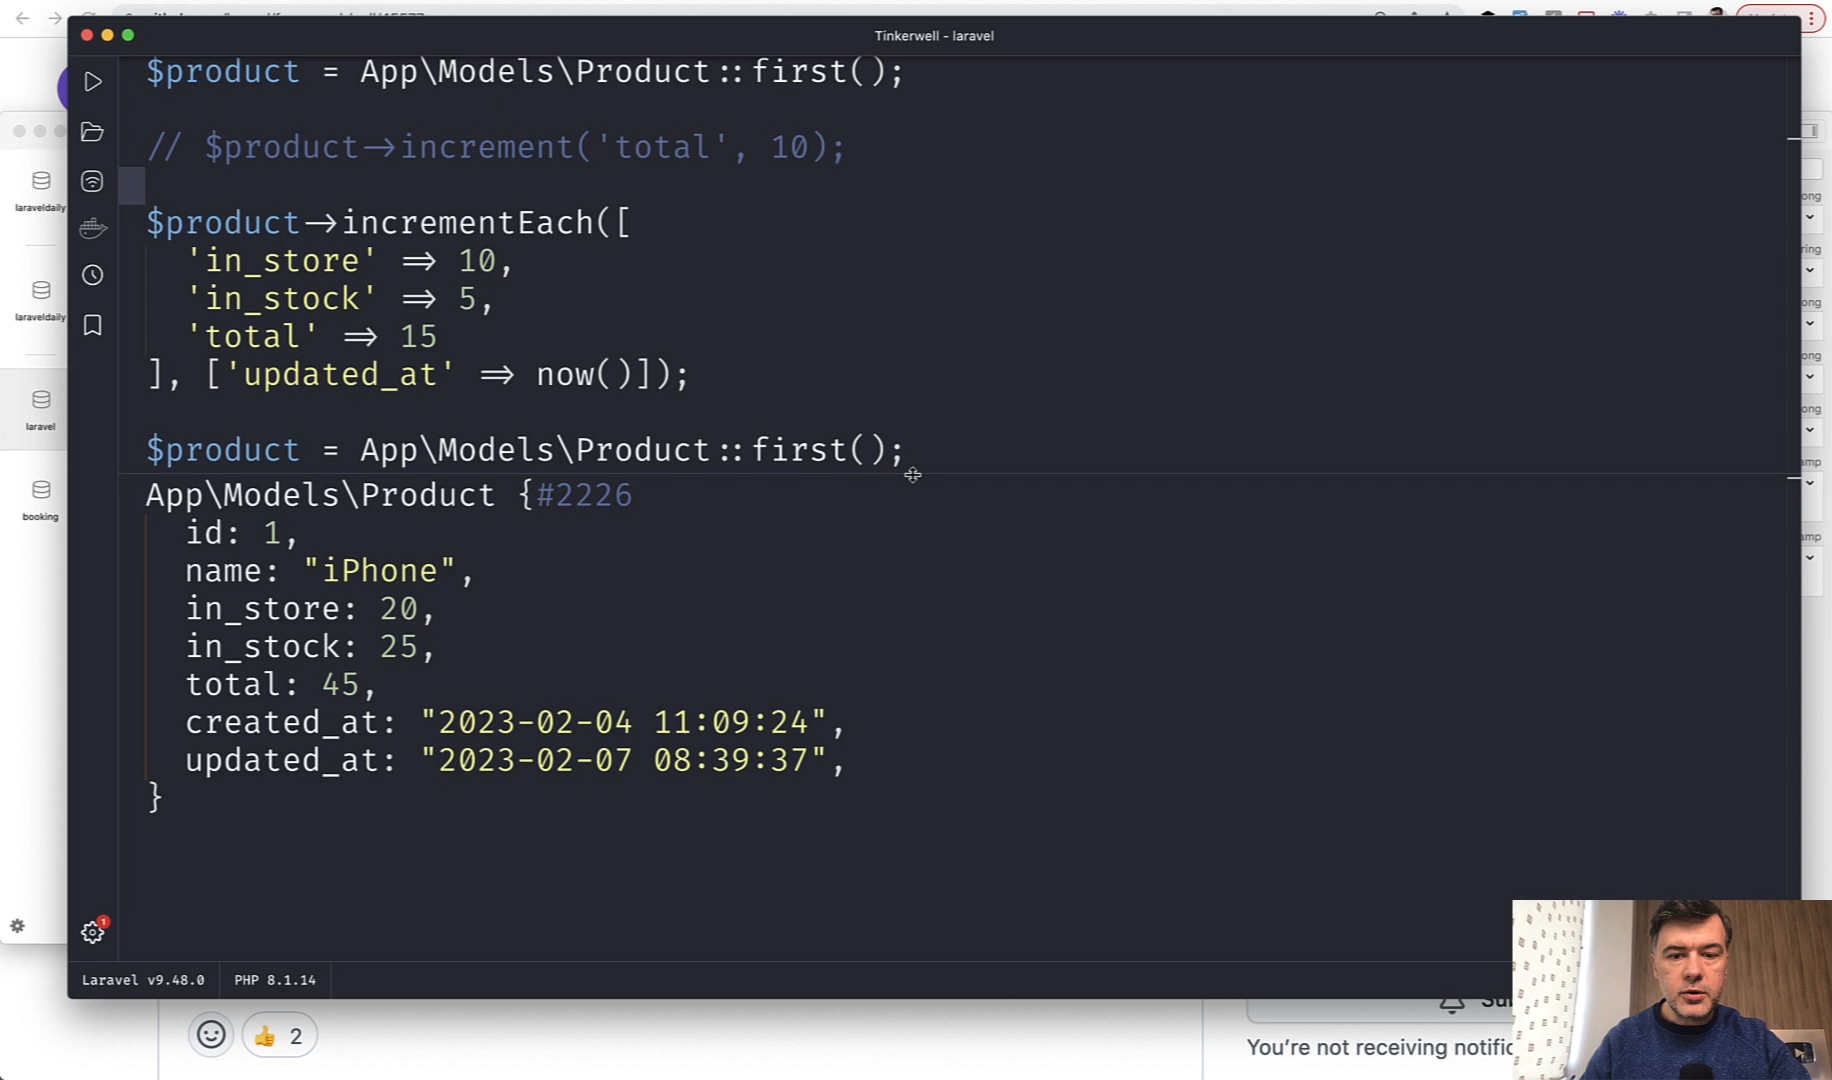 Tinkerwell - laravel
$product = App\Models\Product::first();
// $product->increment('total', 10);
$product->incrementEach([
'in_store' => 10,
'in_stock' => 5,
'total' => 15
], ['updated_at' => now()]);
$product = App\Models\Product::first();
App\Models\Product {#2226
id: 1,
name: "iPhone",
in_store: 20,
in_stock: 25,
total: 45,
created_at: "2023-02-04 11:09:24",
updated_at: "2023-02-07 08:39:37",
}
laraveldaily
laraveldaily
laravel
booking
1
Laravel v9.48.0
PHP 8.1.14
👍 2
You're not receiving